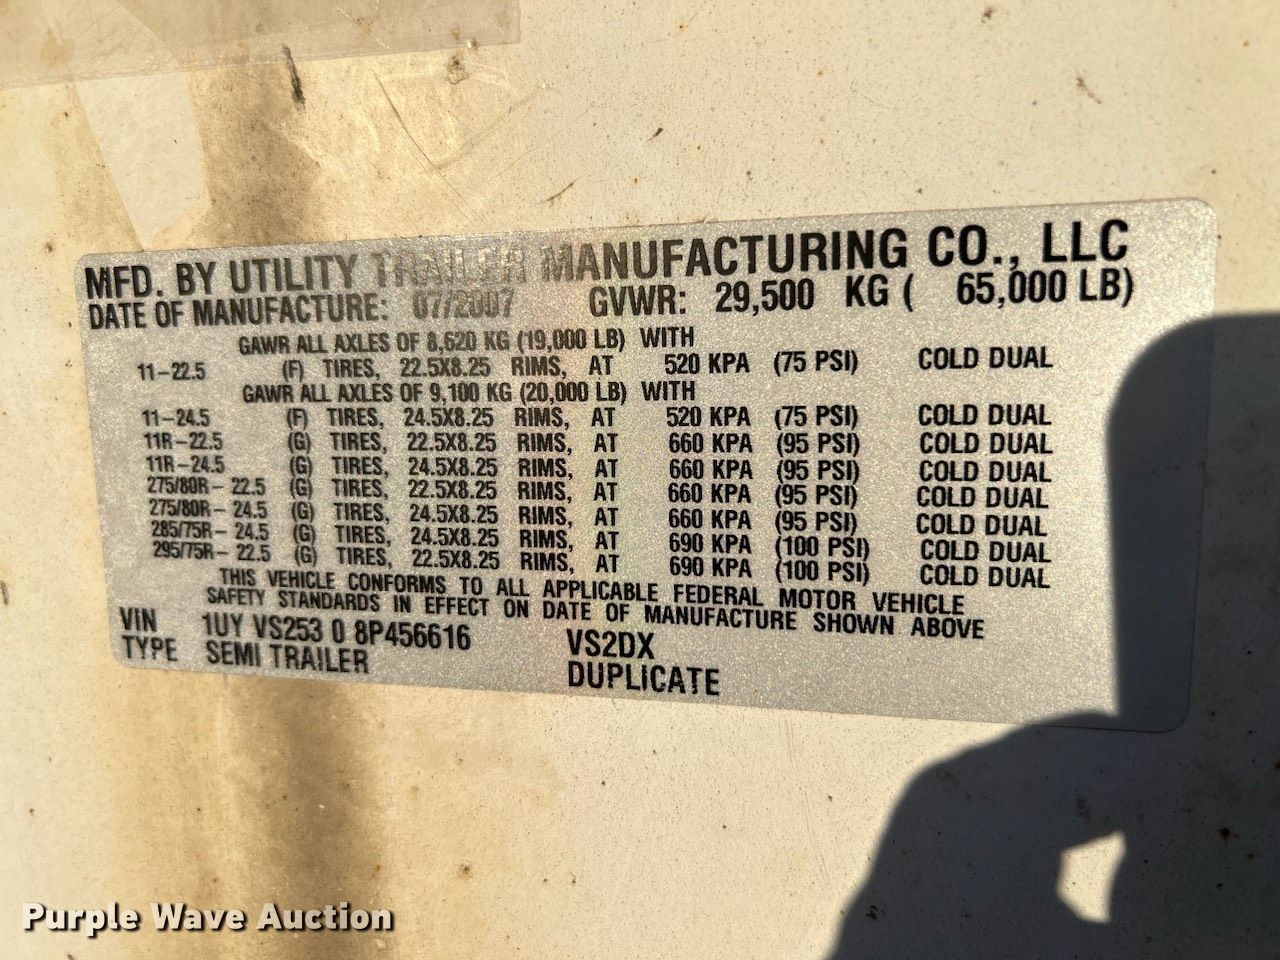 MFD. BY UTILITY TRAILER MANUFACTURING CO., LLC
DATE OF MANUFACTURE: 07/2007 GVWR: 29,500 KG ( 65,000 LB)
GAWR ALL AXLES OF 8,620 KG (19,000 LB) WITH
11-22.5 (F) TIRES, 22.5X8.25 RIMS, AT 520 KPA (75 PSI) COLD DUAL
GAWR ALL AXLES OF 9,100 KG (20,000 LB) WITH
11-24.5 (F) TIRES, 24.5X8.25 RIMS, AT 520 KPA (75 PSI) COLD DUAL
11R-22.5 (G) TIRES, 22.5X8.25 RIMS, AT 660 KPA (95 PSI) COLD DUAL
11R-24.5 (G) TIRES, 24.5X8.25 RIMS, AT 660 KPA (95 PSI) COLD DUAL
275/80R-22.5 (G) TIRES, 22.5X8.25 RIMS, AT 660 KPA (95 PSI) COLD DUAL
275/80R-24.5 (G) TIRES, 24.5X8.25 RIMS, AT 660 KPA (95 PSI) COLD DUAL
285/75R-24.5 (G) TIRES, 24.5X8.25 RIMS, AT 690 KPA (100 PSI) COLD DUAL
295/75R-22.5 (G) TIRES, 22.5X8.25 RIMS, AT 690 KPA (100 PSI) COLD DUAL
THIS VEHICLE CONFORMS TO ALL APPLICABLE FEDERAL MOTOR VEHICLE
SAFETY STANDARDS IN EFFECT ON DATE OF MANUFACTURE SHOWN ABOVE
VIN 1UY VS253 0 8P456616 VS2DX
TYPE SEMI TRAILER DUPLICATE
Purple Wave Auction